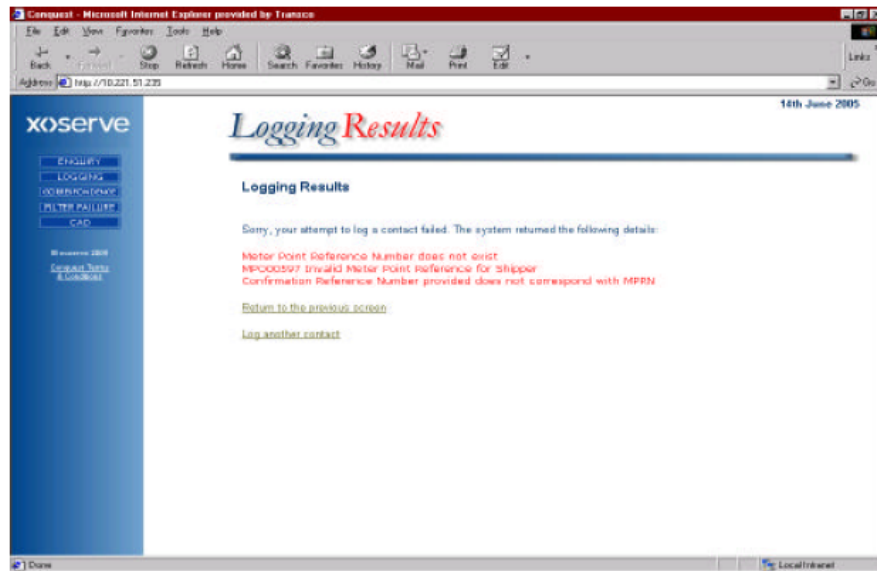 Conquest - Microsoft Internet Explorer provided by Transco
File Edit View Favorites Tools Help
Back Forward Stop Refresh Home Search Favorites History Mail Print Edit Links
Address http://10.221.51.235 Go
14th June 2005
xoserve
Logging Results
ENQUIRY
LOGGING
CORRESPONDENCE
FILTER FAILURE
CAD
Logging Results
Sorry, your attempt to log a contact failed. The system returned the following details:
© xoserve 2005
Conquest Terms
& Conditions
Meter Point Reference Number does not exist
MPO00597 Invalid Meter Point Reference for Shipper
Confirmation Reference Number provided does not correspond with MPRN
Return to the previous screen
Log another contact
Done Local intranet